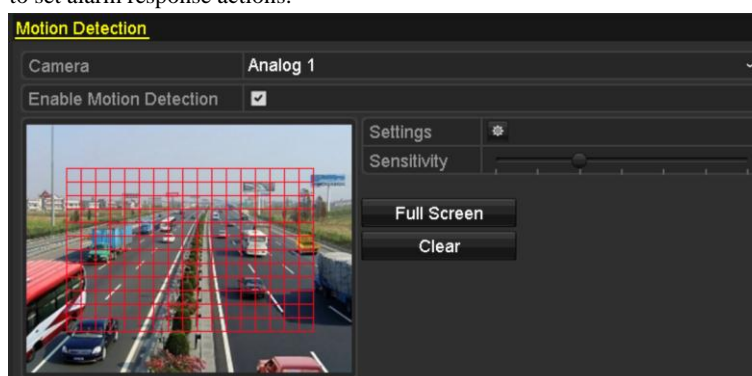 to set alarm response actions.
Motion Detection
Camera Analog 1
Enable Motion Detection
Settings
Sensitivity
Full Screen
Clear